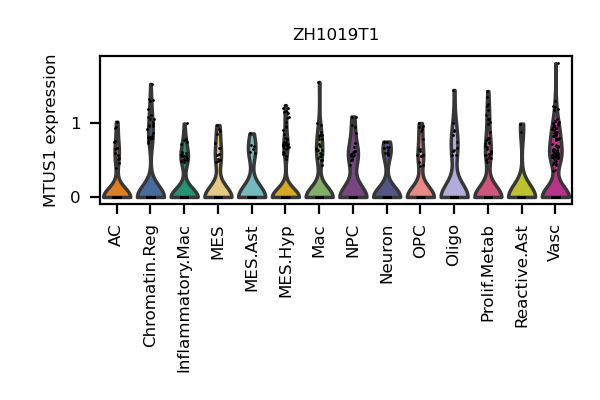 ZH1019T1
MTUS1 expression
1
0
AC
Chromatin.Reg
Inflammatory.Mac
MES
MES.Ast
MES.Hyp
Mac
NPC
Neuron
OPC
Oligo
Prolif.Metab
Reactive.Ast
Vasc